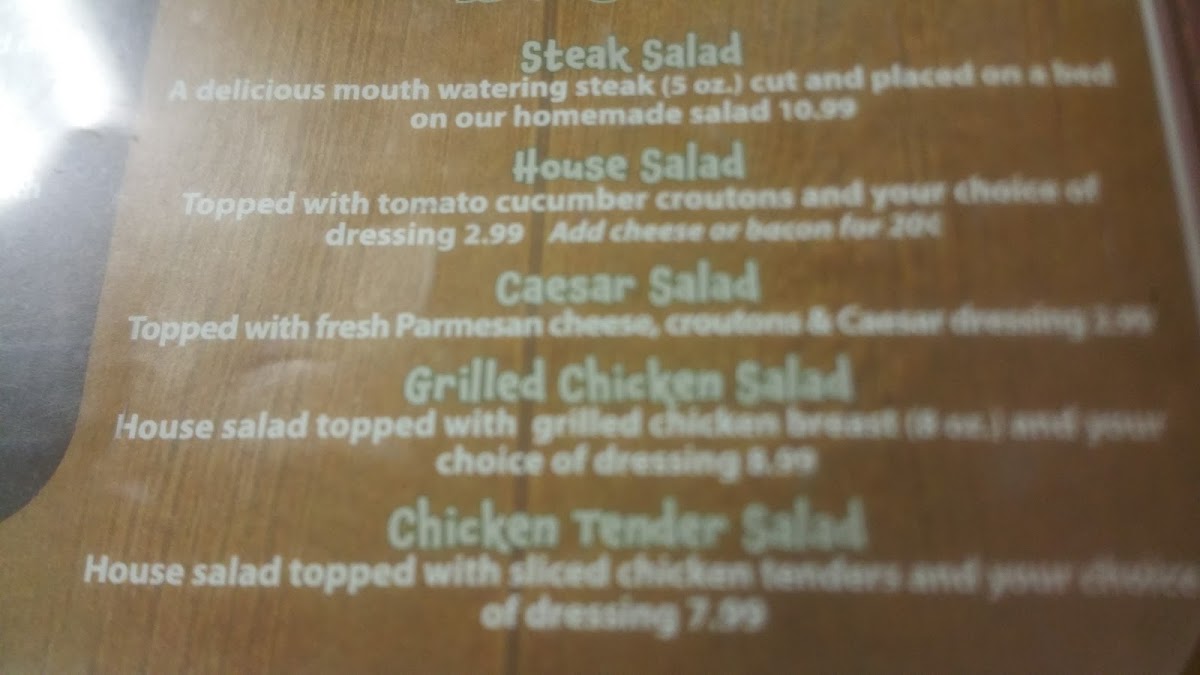 Steak Salad
A delicious mouth watering steak (5 oz.) cut and placed on a bed
on our homemade salad 10.99
House Salad
Topped with tomato cucumber croutons and your choice of
dressing 2.99 Add cheese or bacon for 20¢
Caesar Salad
Topped with fresh Parmesan cheese, croutons & Caesar dressing
Grilled Chicken Salad
House salad topped with grilled chicken breast (8 oz.) and your
choice of dressing 8.99
Chicken Tender Salad
House salad topped with sliced chicken tenders and your choice
of dressing 7.99